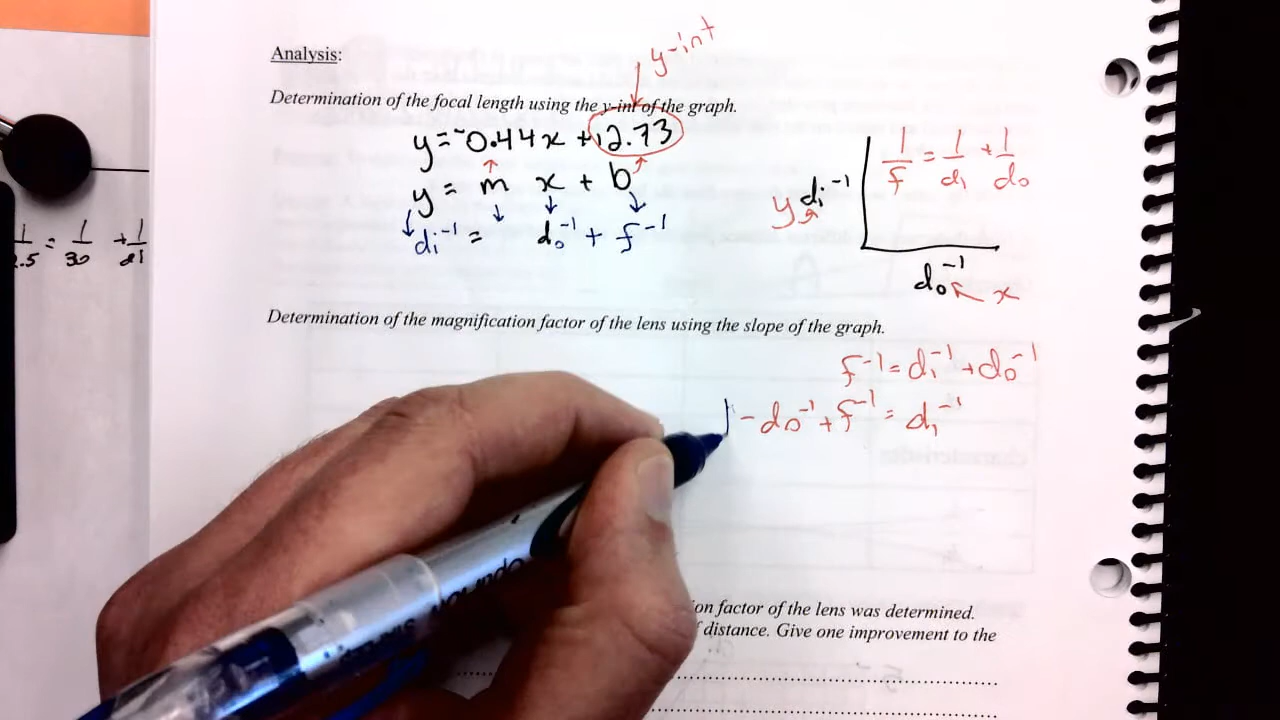 Analysis:
y-int
Determination of the focal length using the y-int of the graph.
y = -0.44x + 12.73
y = m x + b
di⁻¹ = do⁻¹ + f⁻¹
1/f = 1/di + 1/do
y di⁻¹
do⁻¹ x
.5 = 1/30 + 1/di
Determination of the magnification factor of the lens using the slope of the graph.
f⁻¹ = di⁻¹ + do⁻¹
- do⁻¹ + f⁻¹ = di⁻¹
on factor of the lens was determined.
distance. Give one improvement to the